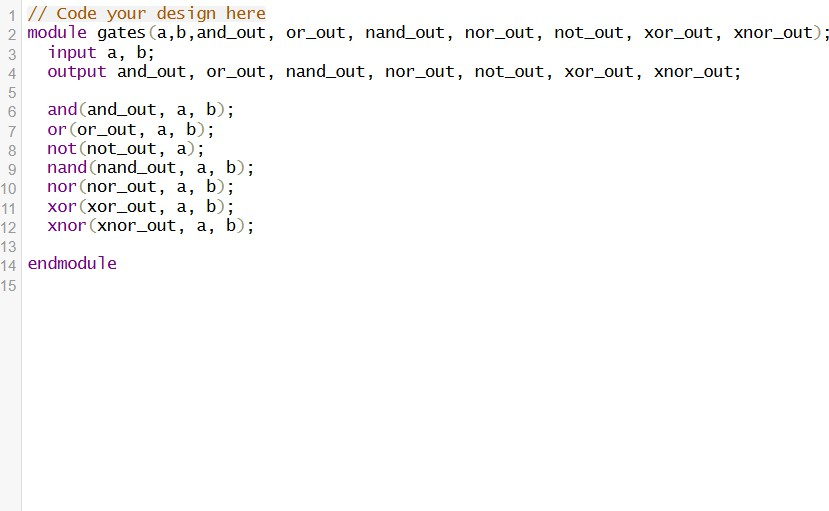 1 // Code your design here
2 module gates(a,b,and_out, or_out, nand_out, nor_out, not_out, xor_out, xnor_out);
3 input a, b;
4 output and_out, or_out, nand_out, nor_out, not_out, xor_out, xnor_out;
5
6 and(and_out, a, b);
7 or(or_out, a, b);
8 not(not_out, a);
9 nand(nand_out, a, b);
10 nor(nor_out, a, b);
11 xor(xor_out, a, b);
12 xnor(xnor_out, a, b);
13
14 endmodule
15